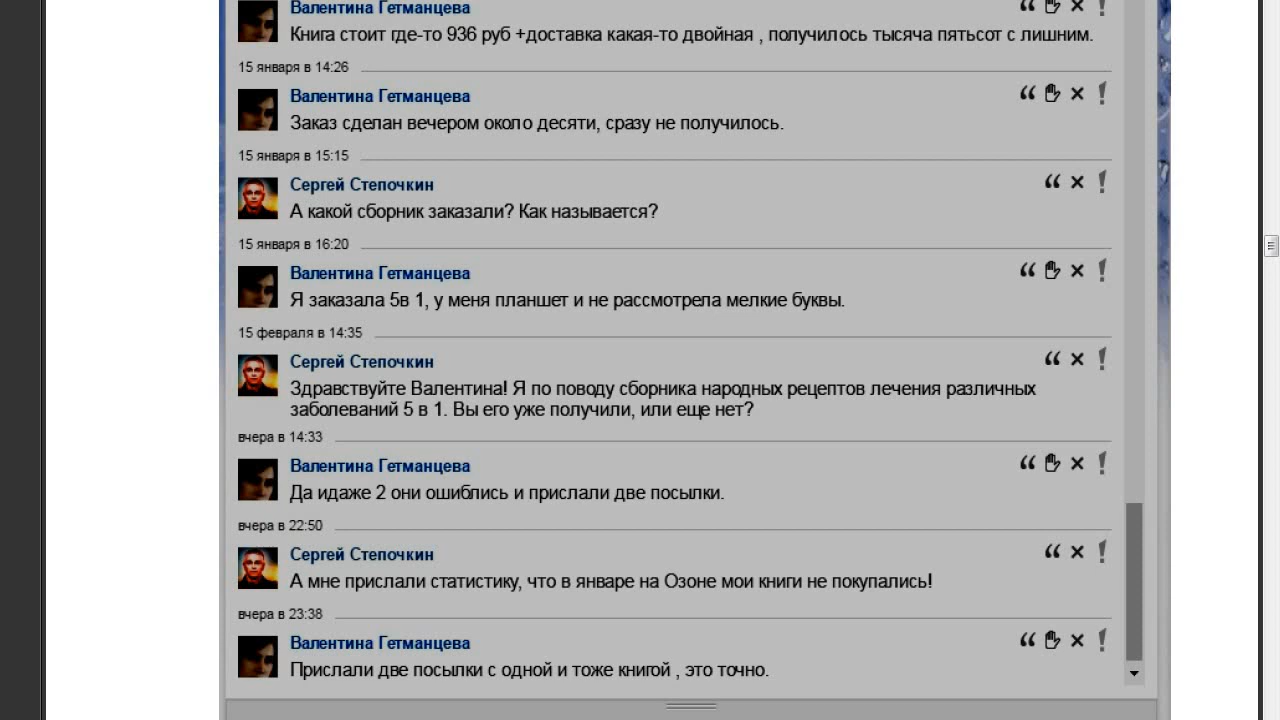 Валентина Гетманцева
Книга стоит где-то 936 руб +доставка какая-то двойная , получилось тысяча пятьсот с лишним.
15 января в 14:26
Валентина Гетманцева
Заказ сделан вечером около десяти, сразу не получилось.
15 января в 15:15
Сергей Степочкин
А какой сборник заказали? Как называется?
15 января в 16:20
Валентина Гетманцева
Я заказала 5в 1, у меня планшет и не рассмотрела мелкие буквы.
15 февраля в 14:35
Сергей Степочкин
Здравствуйте Валентина! Я по поводу сборника народных рецептов лечения различных
заболеваний 5 в 1. Вы его уже получили, или еще нет?
вчера в 14:33
Валентина Гетманцева
Да идаже 2 они ошиблись и прислали две посылки.
вчера в 22:50
Сергей Степочкин
А мне прислали статистику, что в январе на Озоне мои книги не покупались!
вчера в 23:38
Валентина Гетманцева
Прислали две посылки с одной и тоже книгой , это точно.